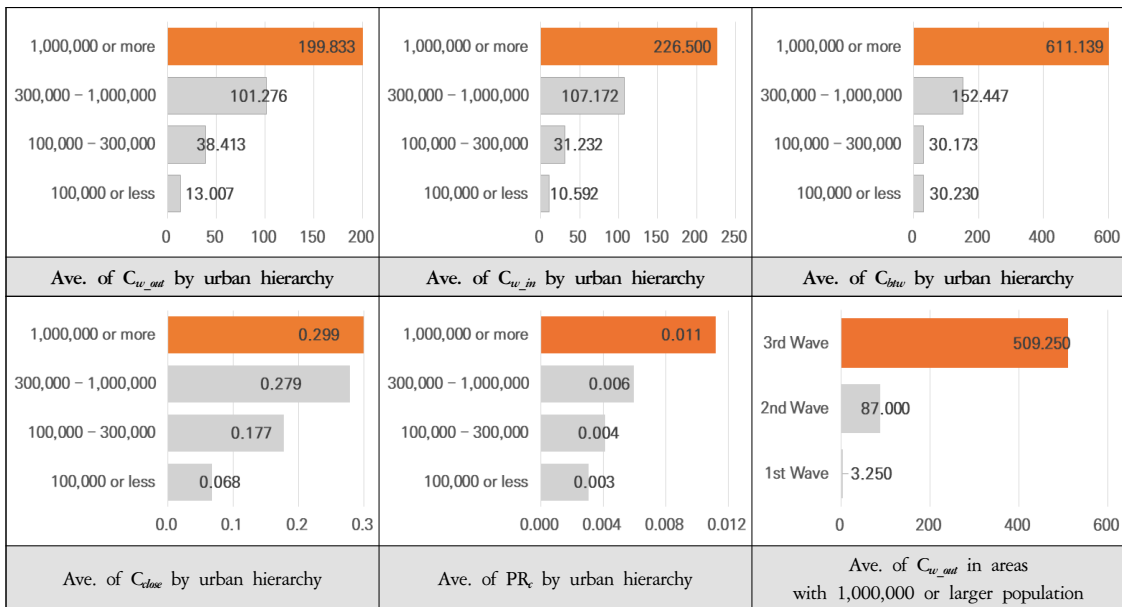 1,000,000 or more 199.833
300,000 – 1,000,000 101.276
100,000 – 300,000 38.413
100,000 or less 13.007
0 50 100 150 200
Ave. of C_w_out by urban hierarchy
1,000,000 or more 226.500
300,000 – 1,000,000 107.172
100,000 – 300,000 31.232
100,000 or less 10.592
0 50 100 150 200 250
Ave. of C_w_in by urban hierarchy
1,000,000 or more 611.139
300,000 – 1,000,000 152.447
100,000 – 300,000 30.173
100,000 or less 30.230
0 200 400 600
Ave. of C_btw by urban hierarchy
1,000,000 or more 0.299
300,000 – 1,000,000 0.279
100,000 – 300,000 0.177
100,000 or less 0.068
0.0 0.1 0.2 0.3
Ave. of C_close by urban hierarchy
1,000,000 or more 0.011
300,000 – 1,000,000 0.006
100,000 – 300,000 0.004
100,000 or less 0.003
0.000 0.004 0.008 0.012
Ave. of PR_c by urban hierarchy
3rd Wave 509.250
2nd Wave 87.000
1st Wave 3.250
0 200 400 600
Ave. of C_w_out in areas
with 1,000,000 or larger population